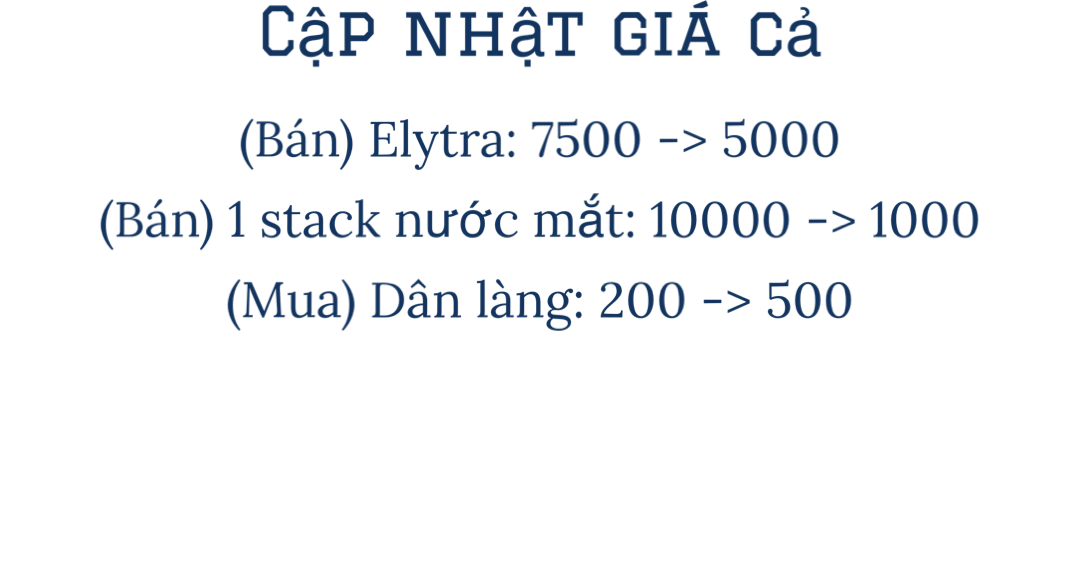 Cập nhật giá cả
(Bán) Elytra: 7500 -> 5000
(Bán) 1 stack nước mắt: 10000 -> 1000
(Mua) Dân làng: 200 -> 500